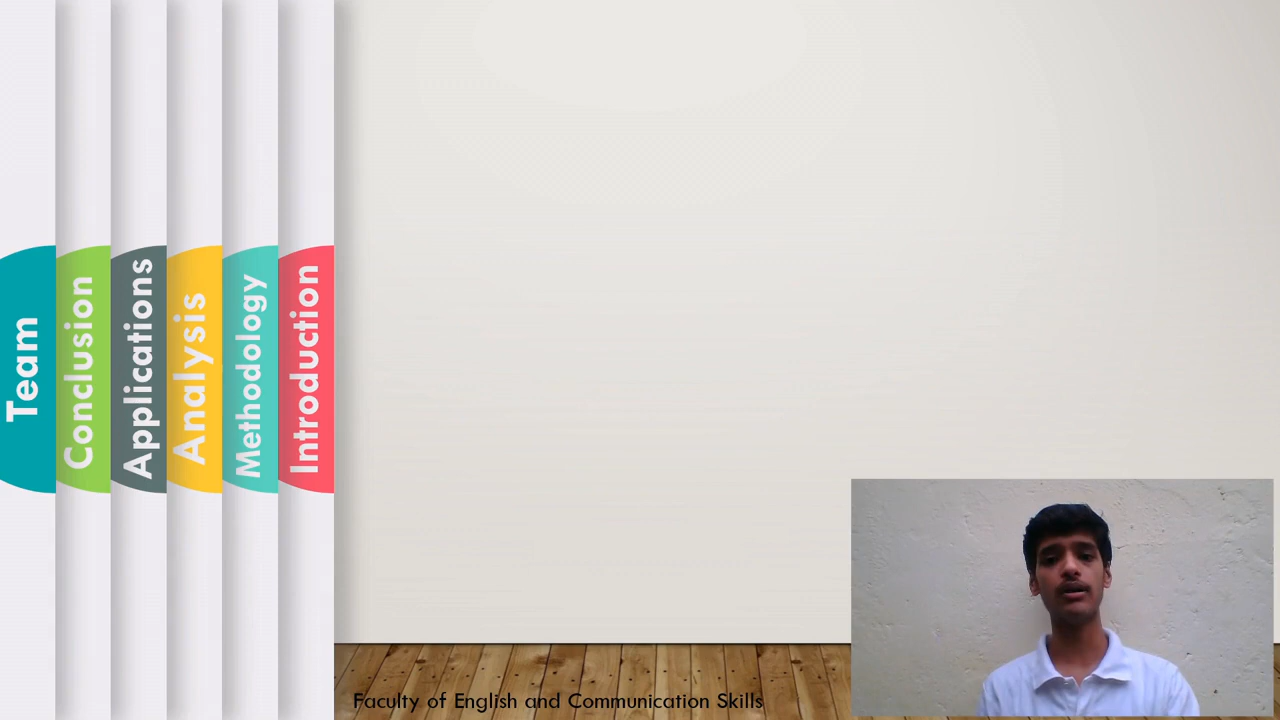 Team
Conclusion
Applications
Analysis
Methodology
Introduction
Faculty of English and Communication Skills